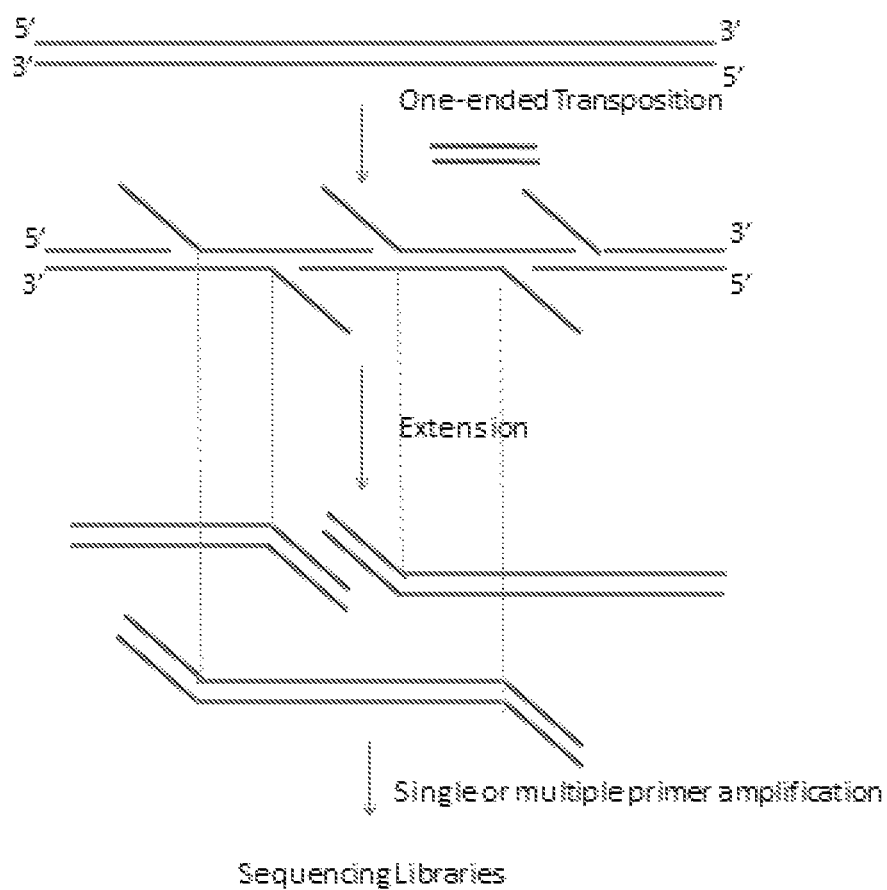 5' 3'
3' 5'
One-ended Transposition
5' 3'
3' 5'
Extension
Single or multiple primer amplification
Sequencing Libraries